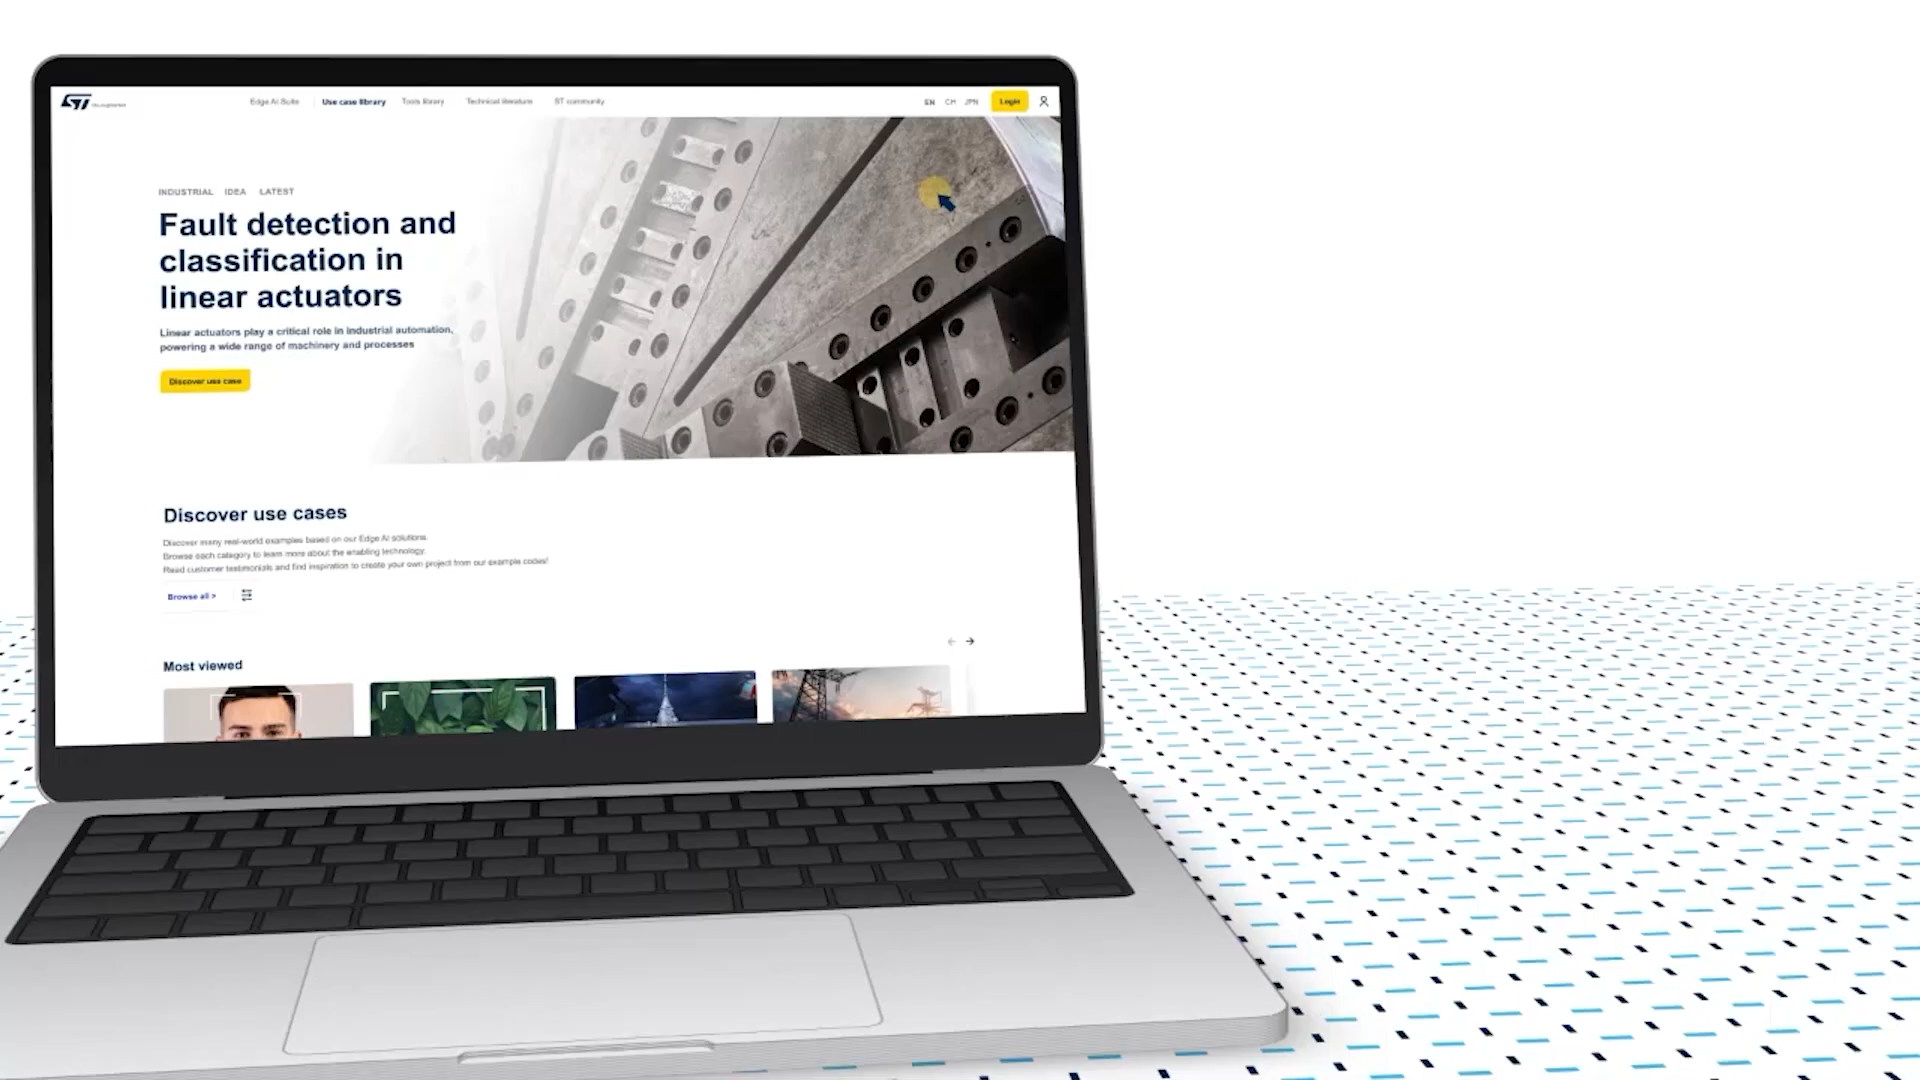 ST
Edge AI Suite
Use case library
Tools library
Technical literature
ST community
EN CH JPN
Login
INDUSTRIAL IDEA LATEST
Fault detection and
classification in
linear actuators
Linear actuators play a critical role in industrial automation,
powering a wide range of machinery and processes
Discover use case
Discover use cases
Discover many real-world examples based on our Edge AI solutions.
Browse each category to learn more about the enabling technology.
Read customer testimonials and find inspiration to create your own project from our example codes!
Browse all >
Most viewed